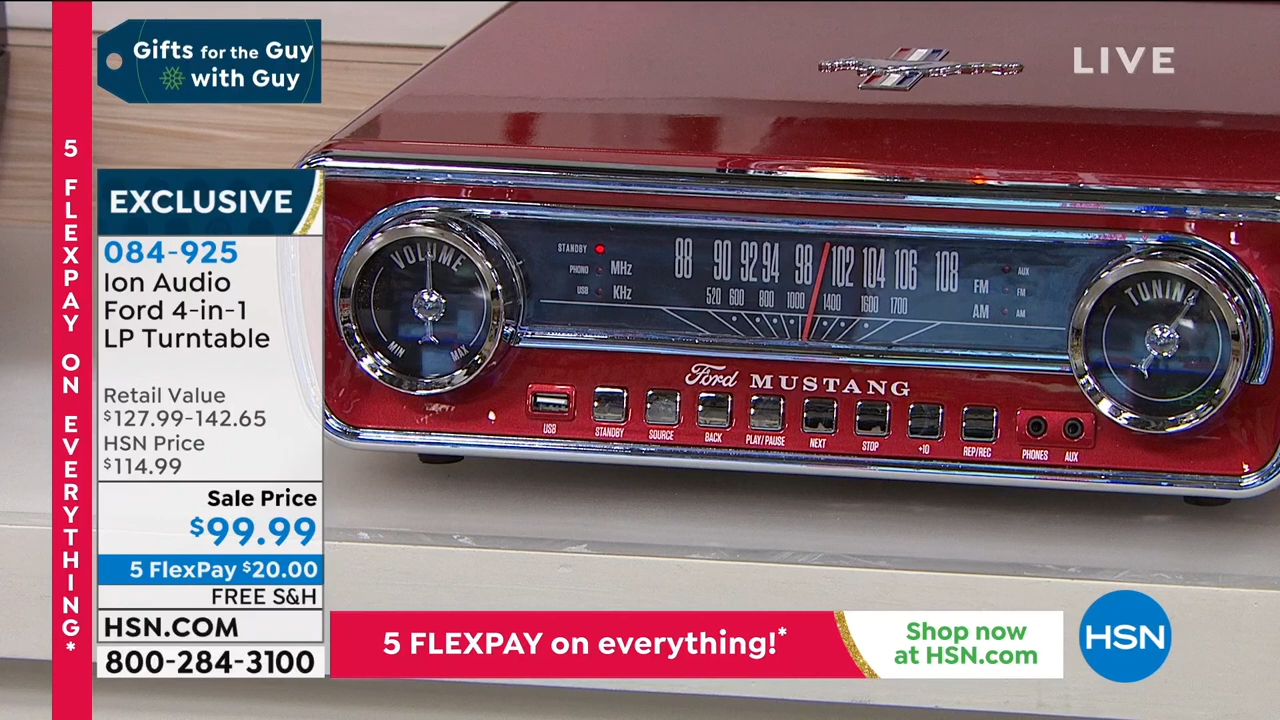 Gifts for the Guy
with Guy
LIVE
5 FLEXPAY ON EVERYTHING*
EXCLUSIVE
084-925
Ion Audio
Ford 4-in-1
LP Turntable
Retail Value
$127.99-142.65
HSN Price
$114.99
Sale Price
$99.99
5 FlexPay $20.00
FREE S&H
HSN.COM
800-284-3100
VOLUME
MIN MAX
STANDBY
PHONO
USB
MHz
KHz
88 90 92 94 98 102 104 106 108
520 600 800 1000 1400 1600 1700
FM
AM
AUX
FM
AM
TUNING
Ford MUSTANG
USB STANDBY SOURCE BACK PLAY/PAUSE NEXT STOP +10 REP/REC PHONES AUX
5 FLEXPAY on everything!*
Shop now
at HSN.com
HSN